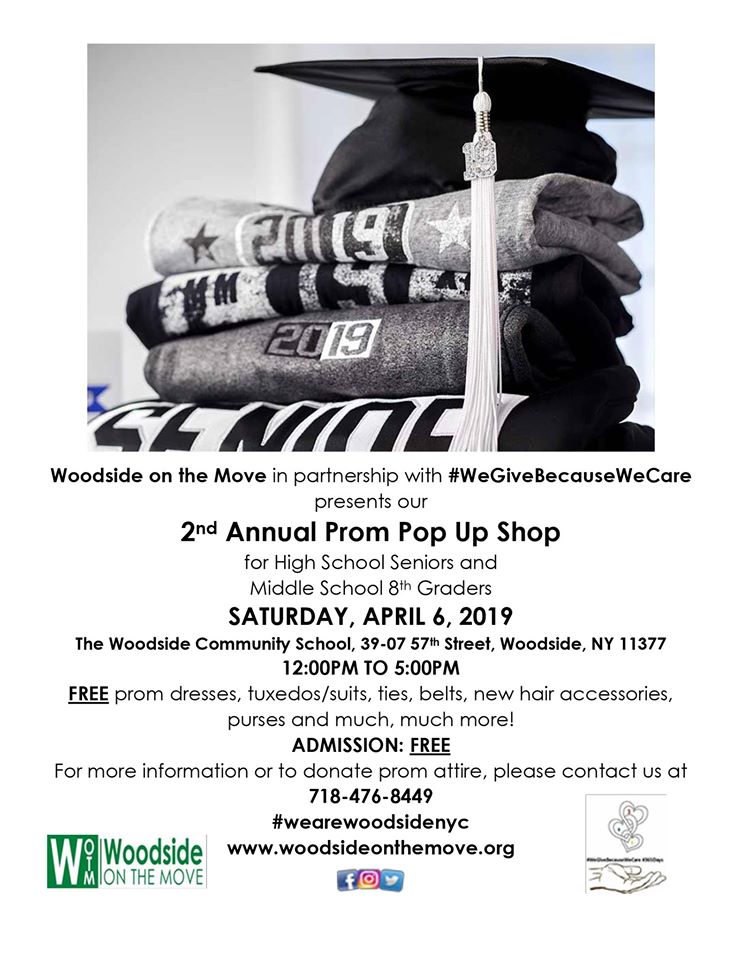 19
2019
2019
SENIOR
Woodside on the Move in partnership with #WeGiveBecauseWeCare
presents our
2nd Annual Prom Pop Up Shop
for High School Seniors and
Middle School 8th Graders
SATURDAY, APRIL 6, 2019
The Woodside Community School, 39-07 57th Street, Woodside, NY 11377
12:00PM TO 5:00PM
FREE prom dresses, tuxedos/suits, ties, belts, new hair accessories,
purses and much, much more!
ADMISSION: FREE
For more information or to donate prom attire, please contact us at
718-476-8449
#wearewoodsidenyc
www.woodsideonthemove.org
WOTM Woodside
ON THE MOVE
#WeGiveBecauseWeCare #365Days